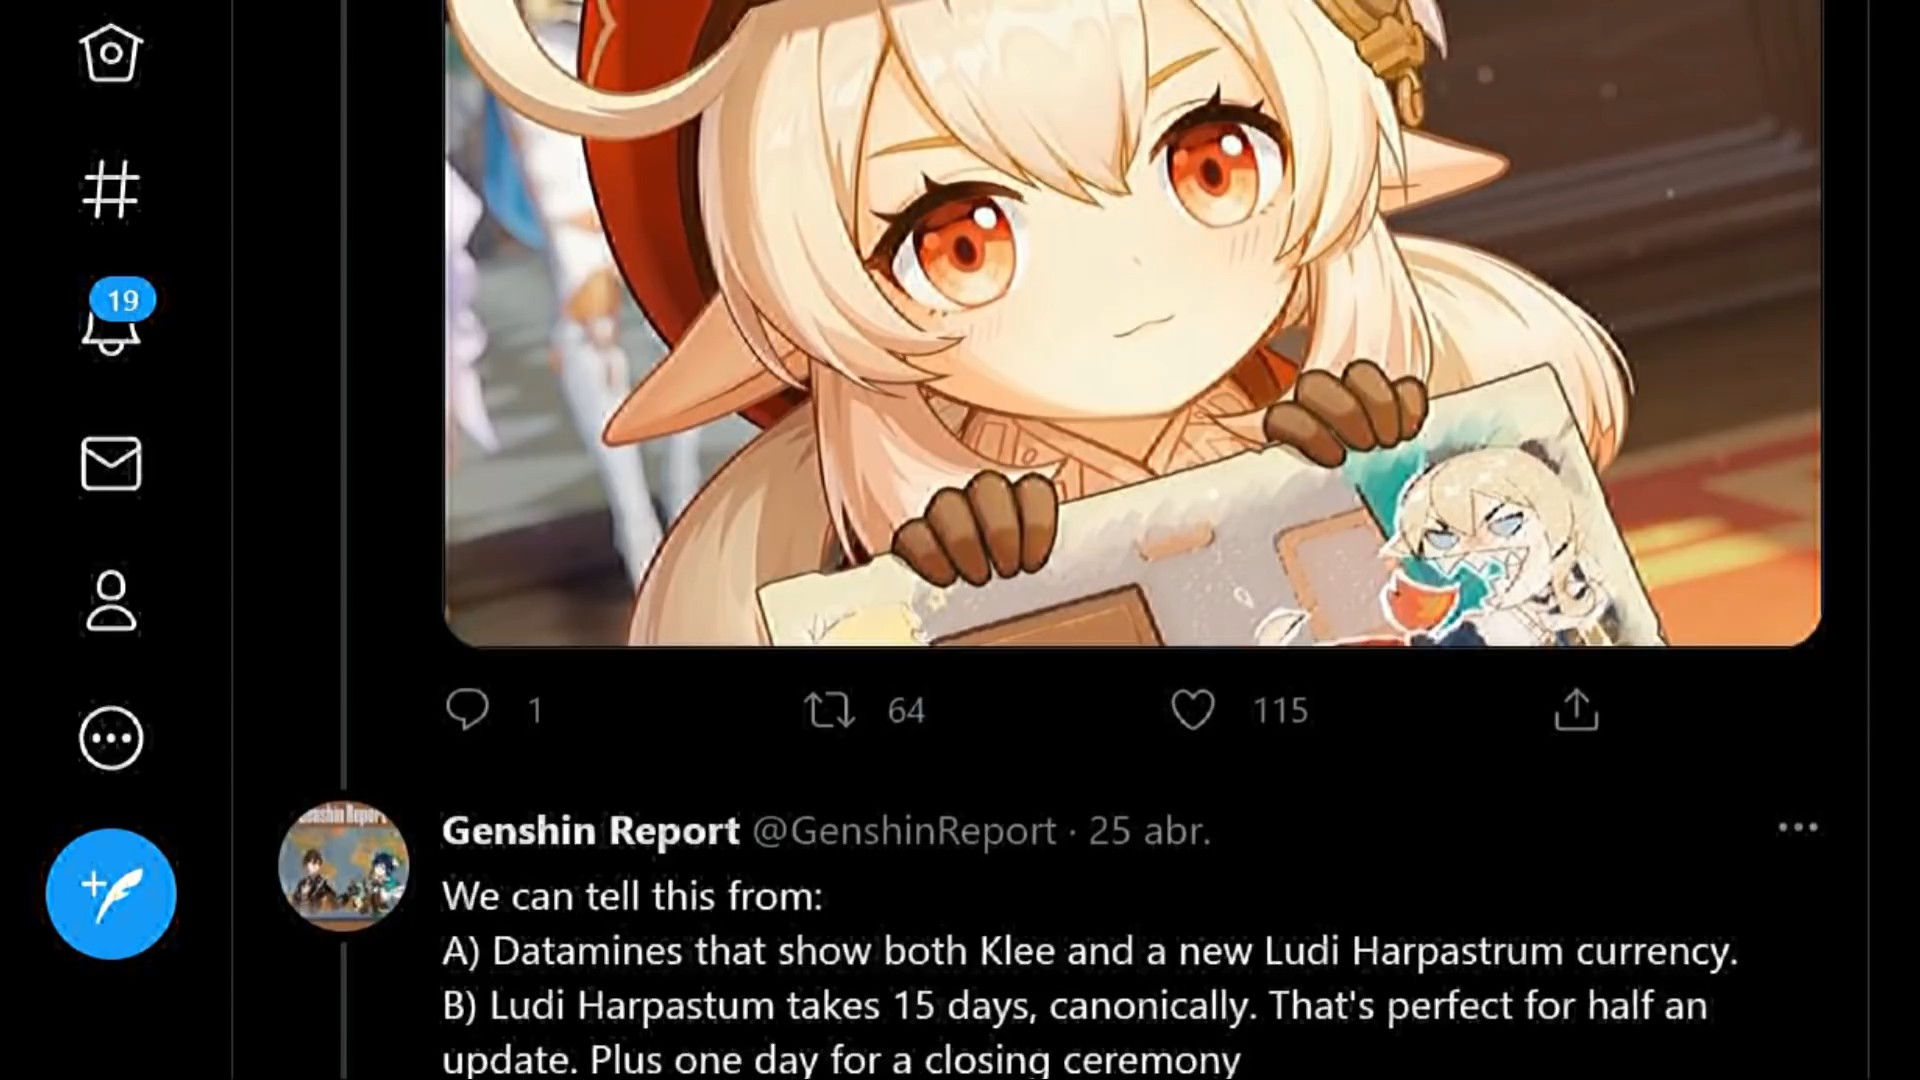 19
1 64 115
Genshin Report
Genshin Report @GenshinReport · 25 abr.
We can tell this from:
A) Datamines that show both Klee and a new Ludi Harpastrum currency.
B) Ludi Harpastum takes 15 days, canonically. That's perfect for half an
update. Plus one day for a closing ceremony